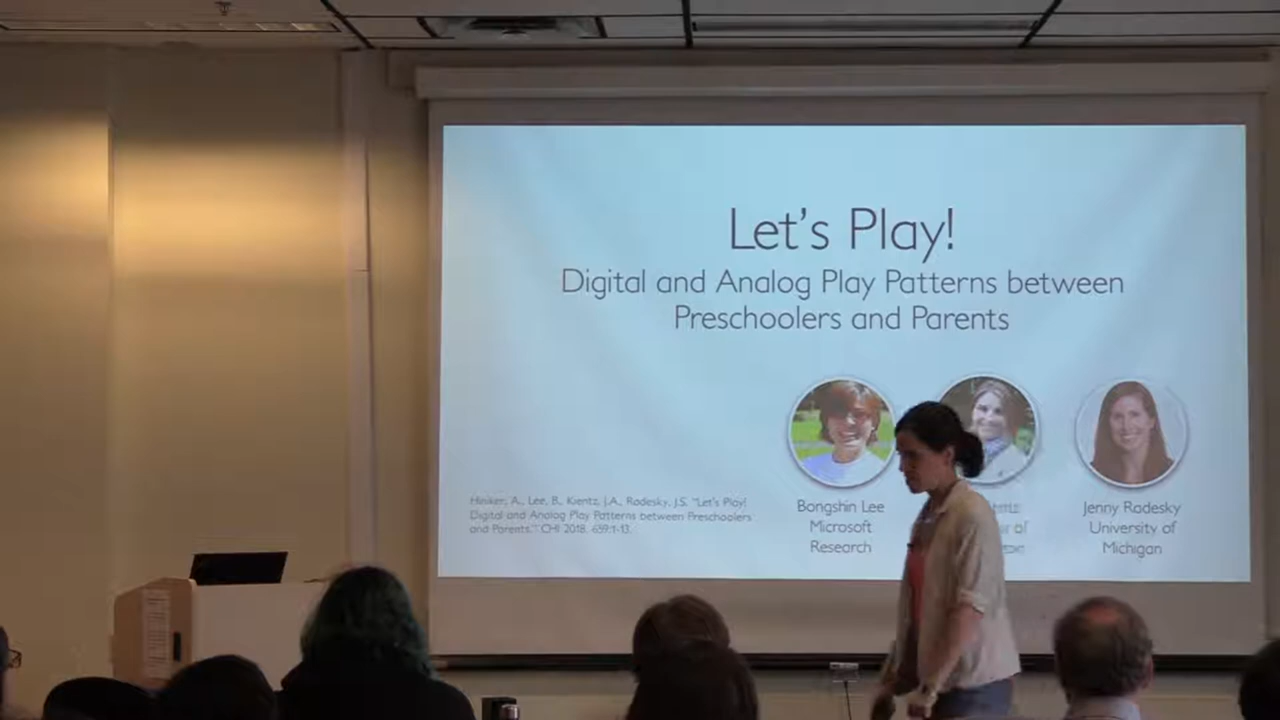 Let's Play!
Digital and Analog Play Patterns between
Preschoolers and Parents
Hiniker, A., Lee, B., Kientz, J.A., Radesky, J.S. "Let's Play!
Digital and Analog Play Patterns between Preschoolers
and Parents." CHI 2018. 659:1-13.
Bongshin Lee
Microsoft
Research
of
Jenny Radesky
University of
Michigan